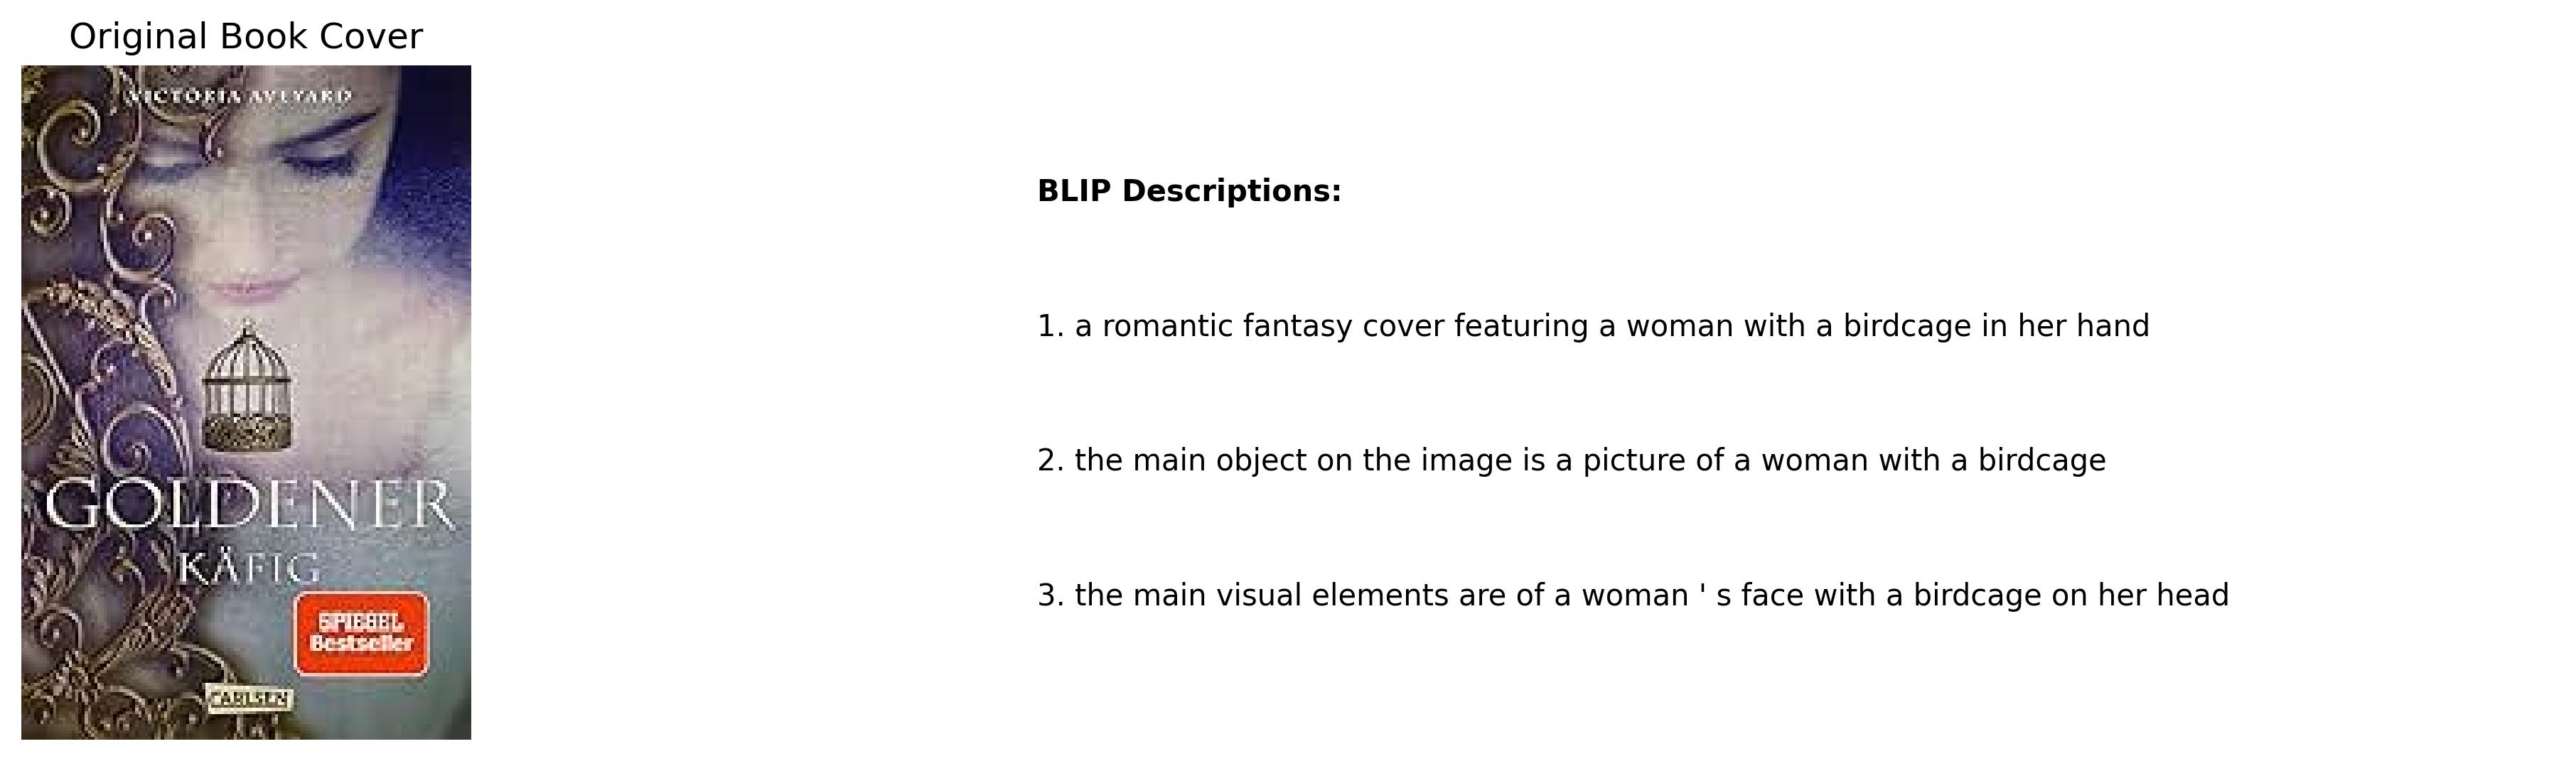 Original Book Cover
VICTORIA AVEYARD
GOLDENER
KÄFIG
SPIEGEL
Bestseller
CARLSEN
BLIP Descriptions:
1. a romantic fantasy cover featuring a woman with a birdcage in her hand
2. the main object on the image is a picture of a woman with a birdcage
3. the main visual elements are of a woman ' s face with a birdcage on her head